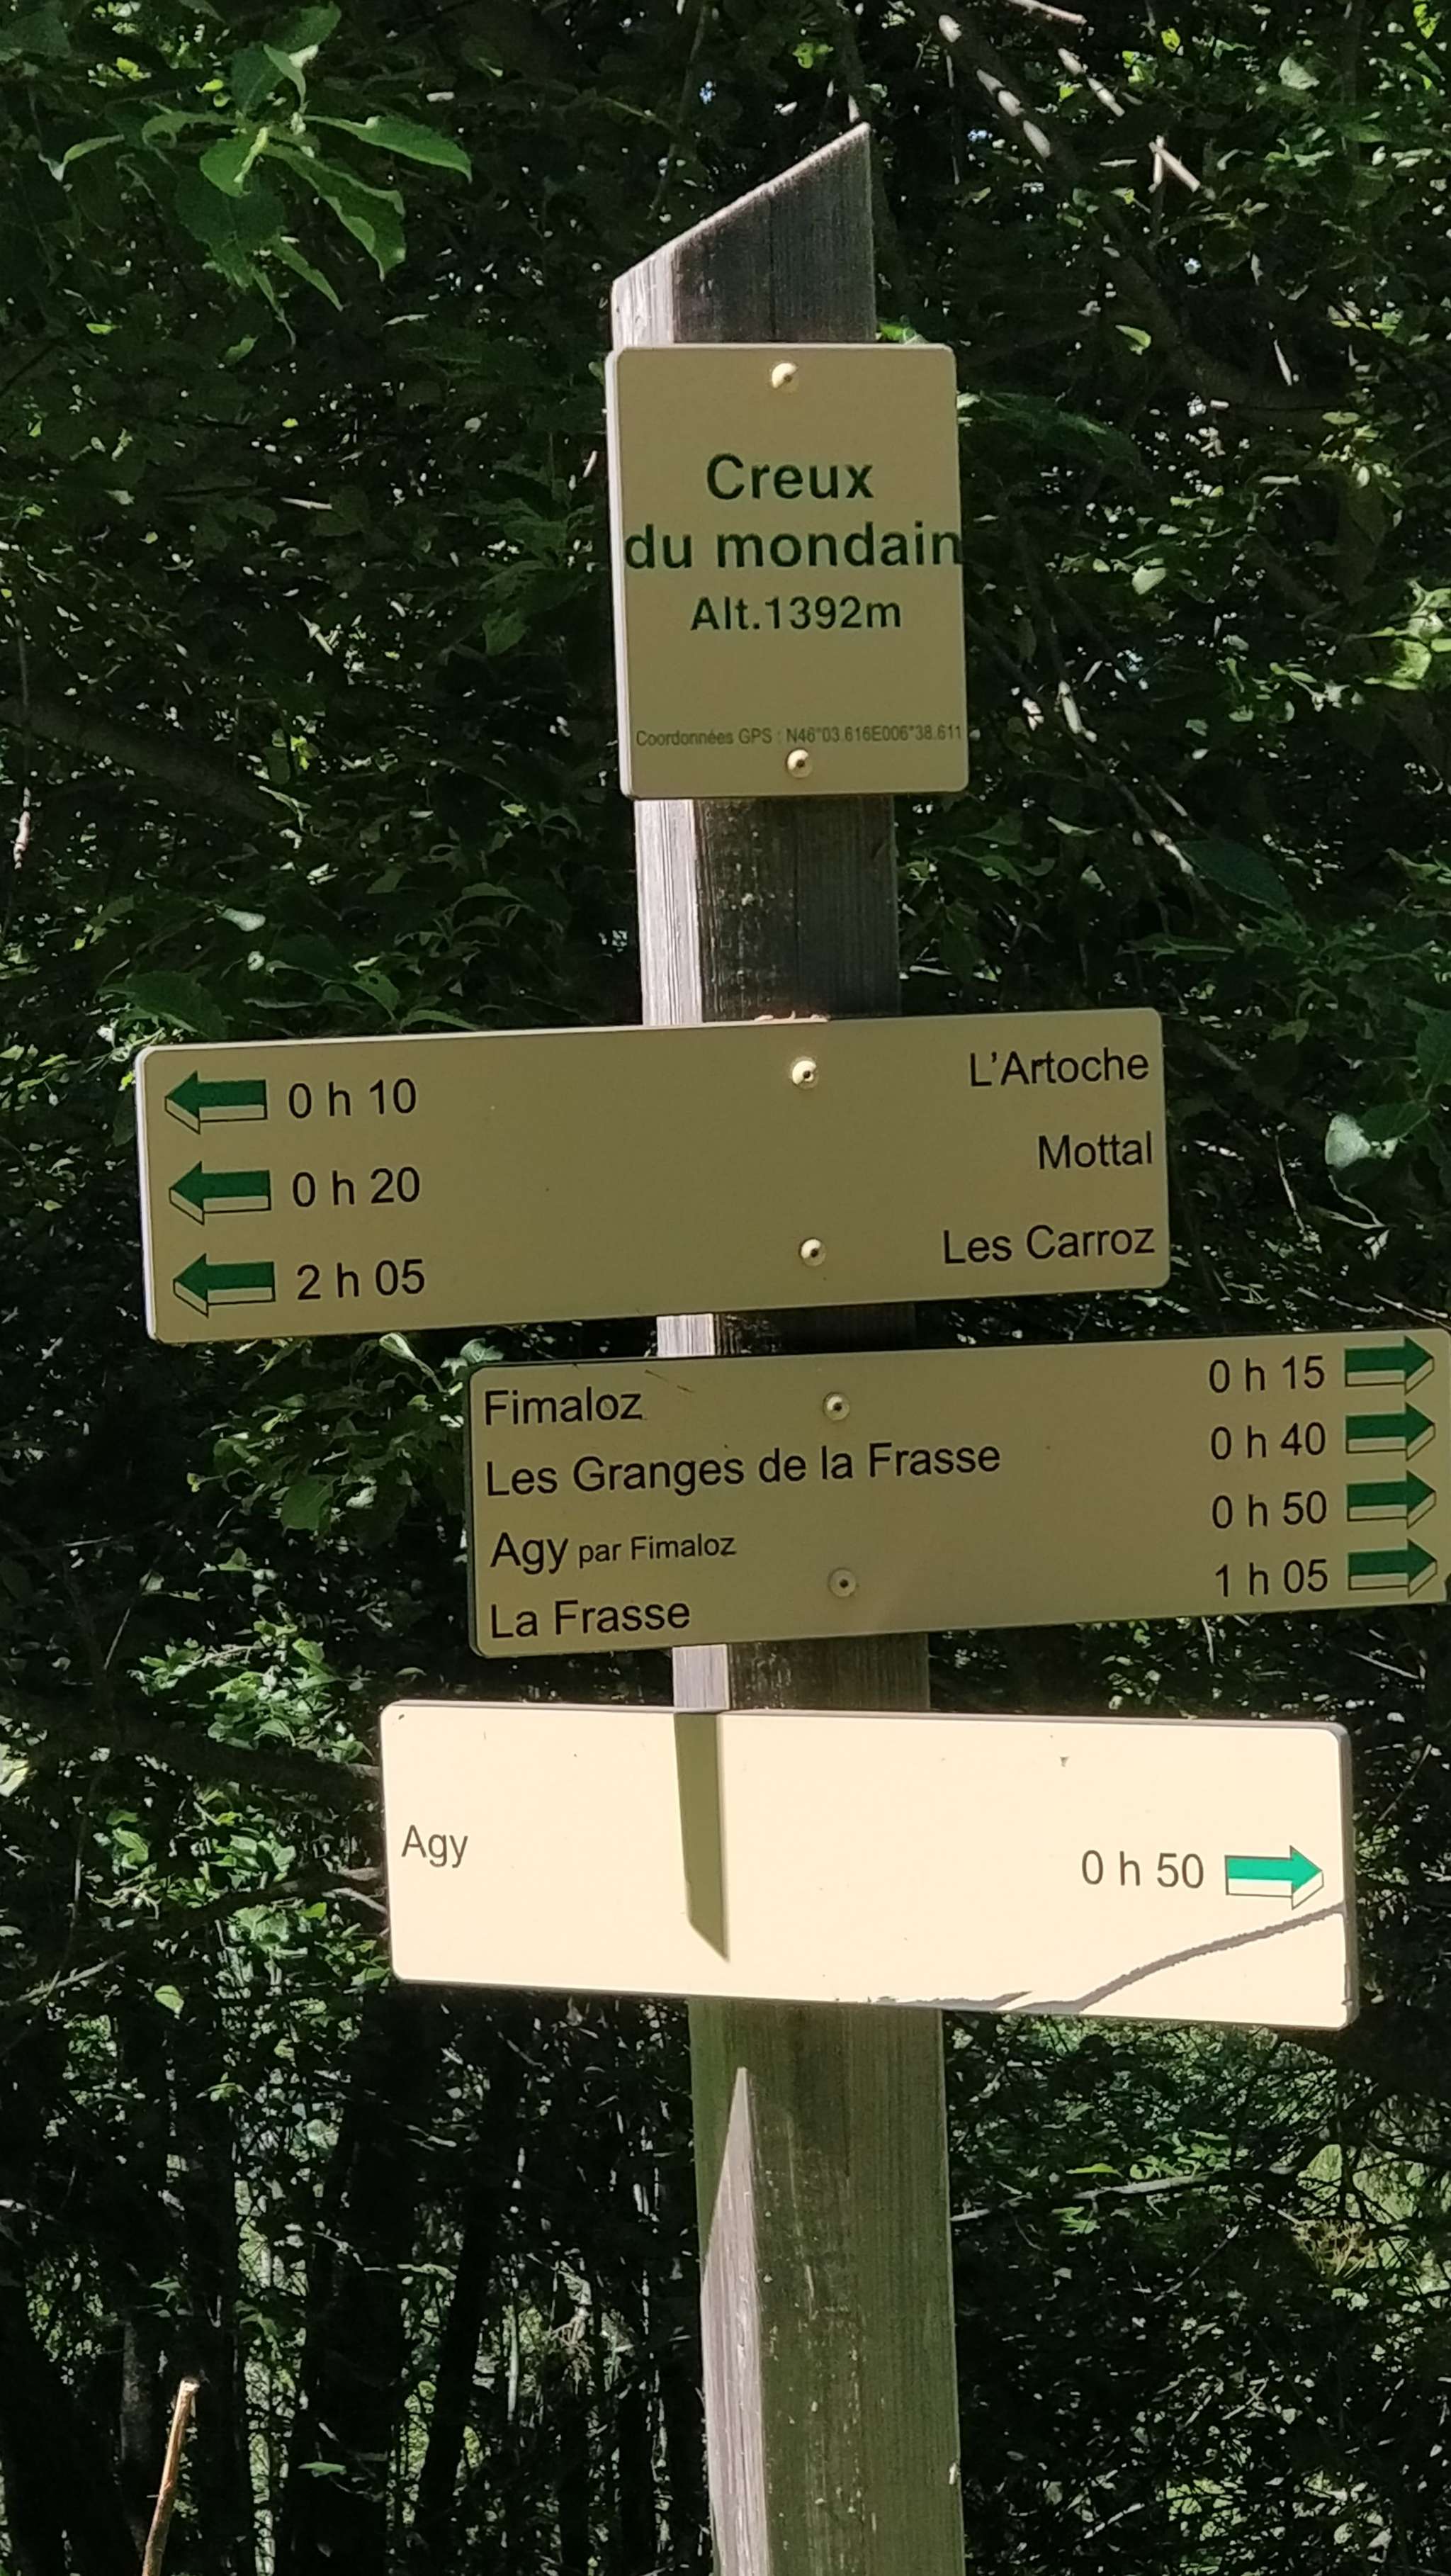 Creux
du mondain
Alt.1392m
Coordonnées GPS : N46°03.616E006°38.611
0 h 10 L'Artoche
0 h 20 Mottal
2 h 05 Les Carroz
Fimaloz 0 h 15
Les Granges de la Frasse 0 h 40
Agy par Fimaloz 0 h 50
La Frasse 1 h 05
Agy 0 h 50